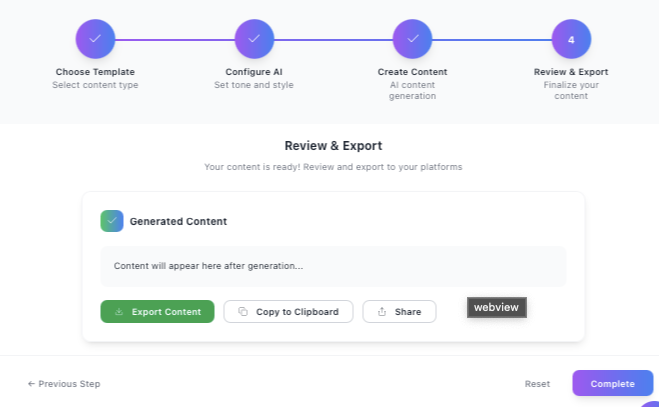 4
Choose Template
Select content type
Configure AI
Set tone and style
Create Content
AI content
generation
Review & Export
Finalize your
content
Review & Export
Your content is ready! Review and export to your platforms
Generated Content
Content will appear here after generation...
Export Content
Copy to Clipboard
Share
webview
← Previous Step
Reset
Complete